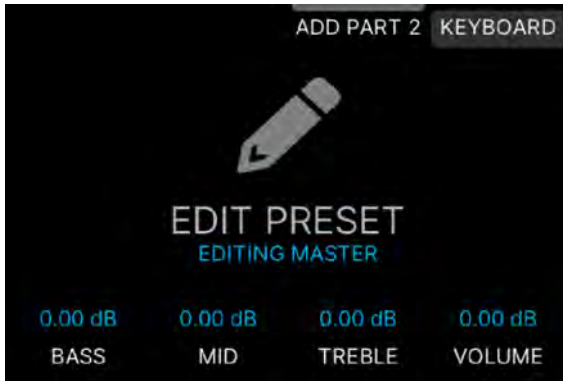 ADD PART 2 KEYBOARD
EDIT PRESET
EDITING MASTER
0.00 dB 0.00 dB 0.00 dB 0.00 dB
BASS MID TREBLE VOLUME